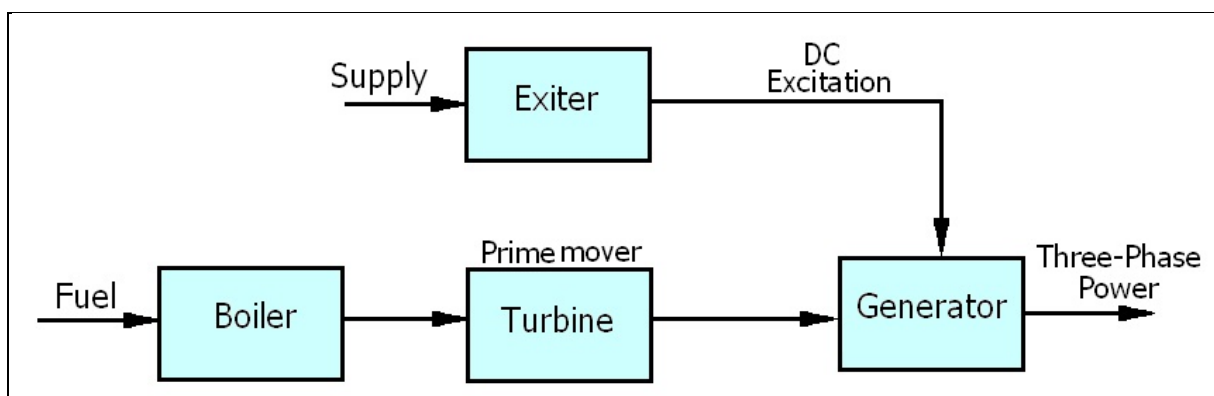 Supply
Exiter
DC
Excitation
Fuel
Boiler
Prime mover
Turbine
Generator
Three-Phase
Power